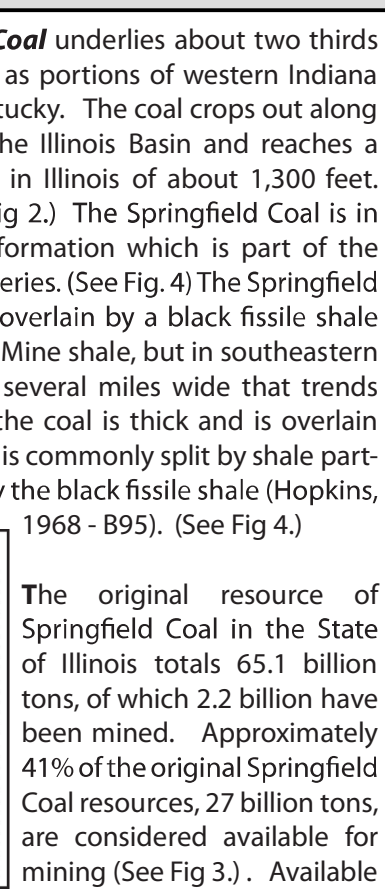 Coal underlies about two thirds
as portions of western Indiana
tucky. The coal crops out along
he Illinois Basin and reaches a
in Illinois of about 1,300 feet.
ig 2.) The Springfield Coal is in
formation which is part of the
eries. (See Fig. 4) The Springfield
overlain by a black fissile shale
Mine shale, but in southeastern
several miles wide that trends
the coal is thick and is overlain
is commonly split by shale part-
y the black fissile shale (Hopkins,
1968 - B95). (See Fig 4.)
The original resource of
Springfield Coal in the State
of Illinois totals 65.1 billion
tons, of which 2.2 billion have
been mined. Approximately
41% of the original Springfield
Coal resources, 27 billion tons,
are considered available for
mining (See Fig 3.) . Available